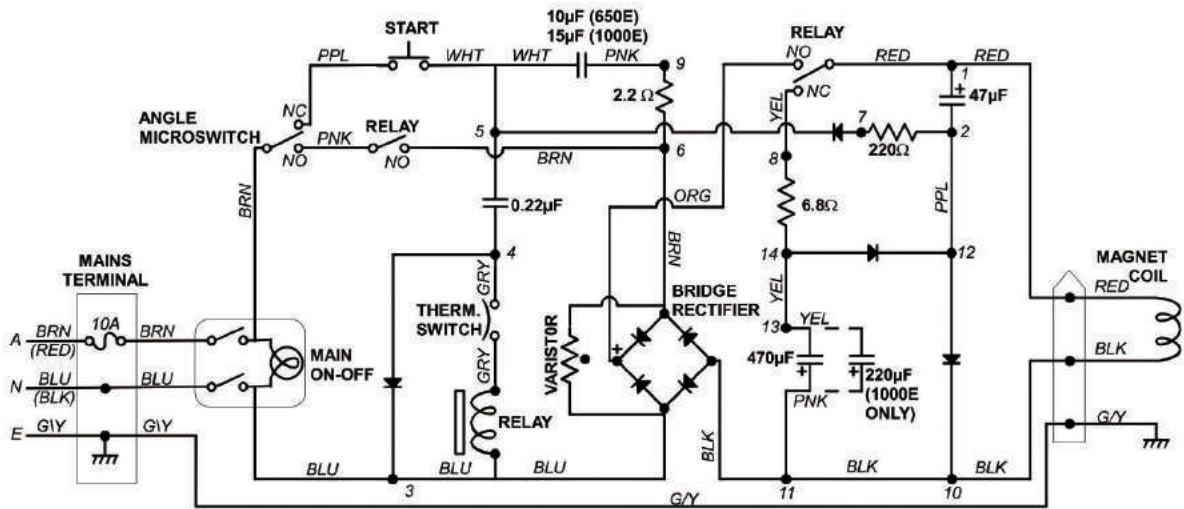 10µF (650E)
15µF (1000E)
START
RELAY
PPL
WHT
WHT
PNK
9
NO
RED
RED
1
2.2 Ω
NC
+
47µF
NC
ANGLE
MICROSWITCH
RELAY
YEL
7
5
2
PNK
6
220Ω
NO
NO
BRN
8
BRN
ORG
0.22µF
6.8Ω
PPL
4
BRN
14
12
MAINS
TERMINAL
GRY
MAGNET
COIL
THERM.
SWITCH
BRIDGE
RECTIFIER
YEL
RED
10A
13
YEL
A
BRN
(RED)
BRN
VARISTOR
+
470µF
+
220µF
(1000E
ONLY)
+
MAIN
ON-OFF
GRY
BLK
N
BLU
(BLK)
BLU
PNK
RELAY
E
G\Y
G\Y
BLK
G/Y
BLU
BLU
BLU
BLK
BLK
3
11
10
G/Y